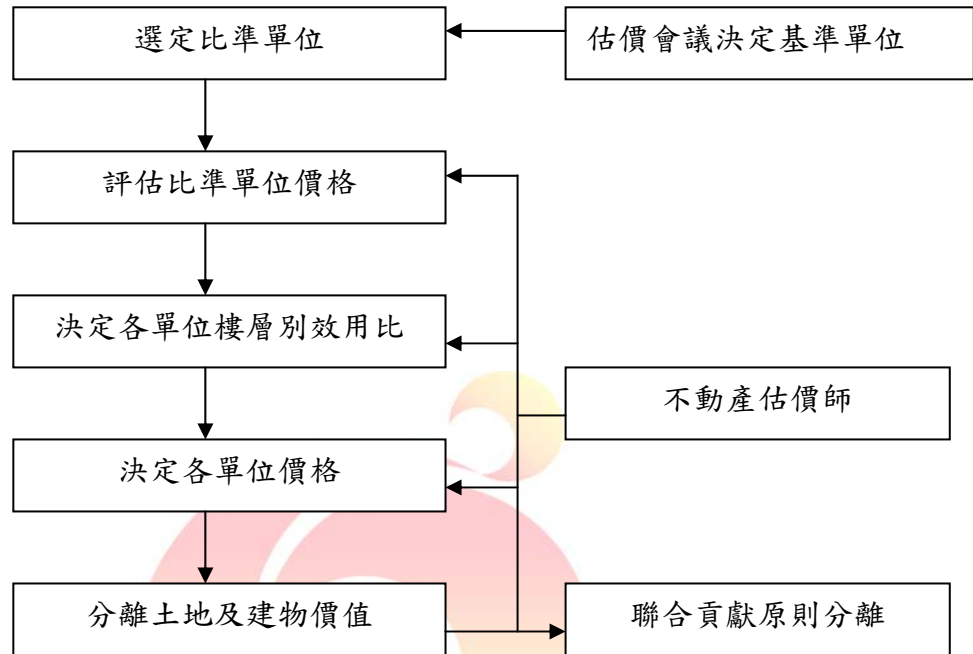 選定比準單位
估價會議決定基準單位
評估比準單位價格
決定各單位樓層別效用比
不動產估價師
決定各單位價格
分離土地及建物價值
聯合貢獻原則分離